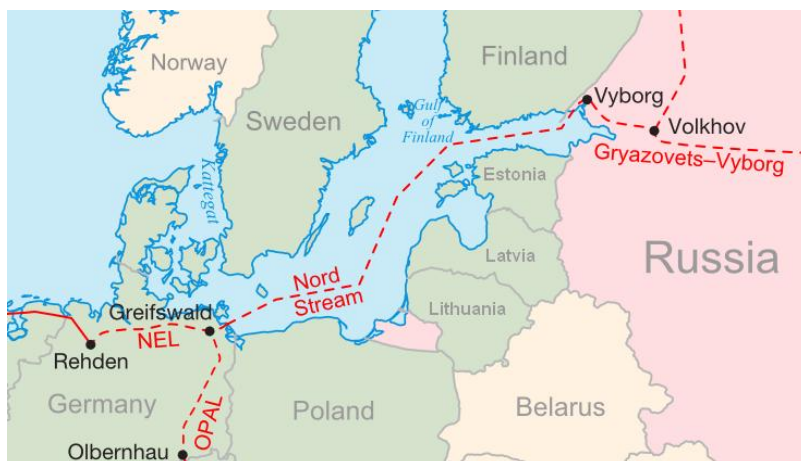 Norway
Finland
Sweden
Gulf
of
Finland
Vyborg
Volkhov
Gryazovets–Vyborg
Kattegat
Estonia
Latvia
Russia
Nord
Stream
Lithuania
Greifswald
NEL
Rehden
Germany
OPAL
Poland
Belarus
Olbernhau